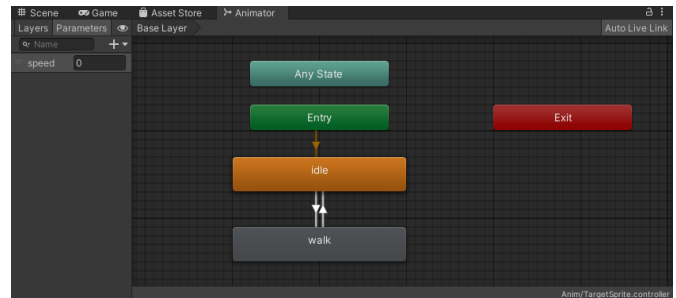 Scene Game Asset Store Animator
Layers Parameters Base Layer Auto Live Link
Name
speed 0
Any State
Entry
Exit
idle
walk
Anim/TargetSprite.controller